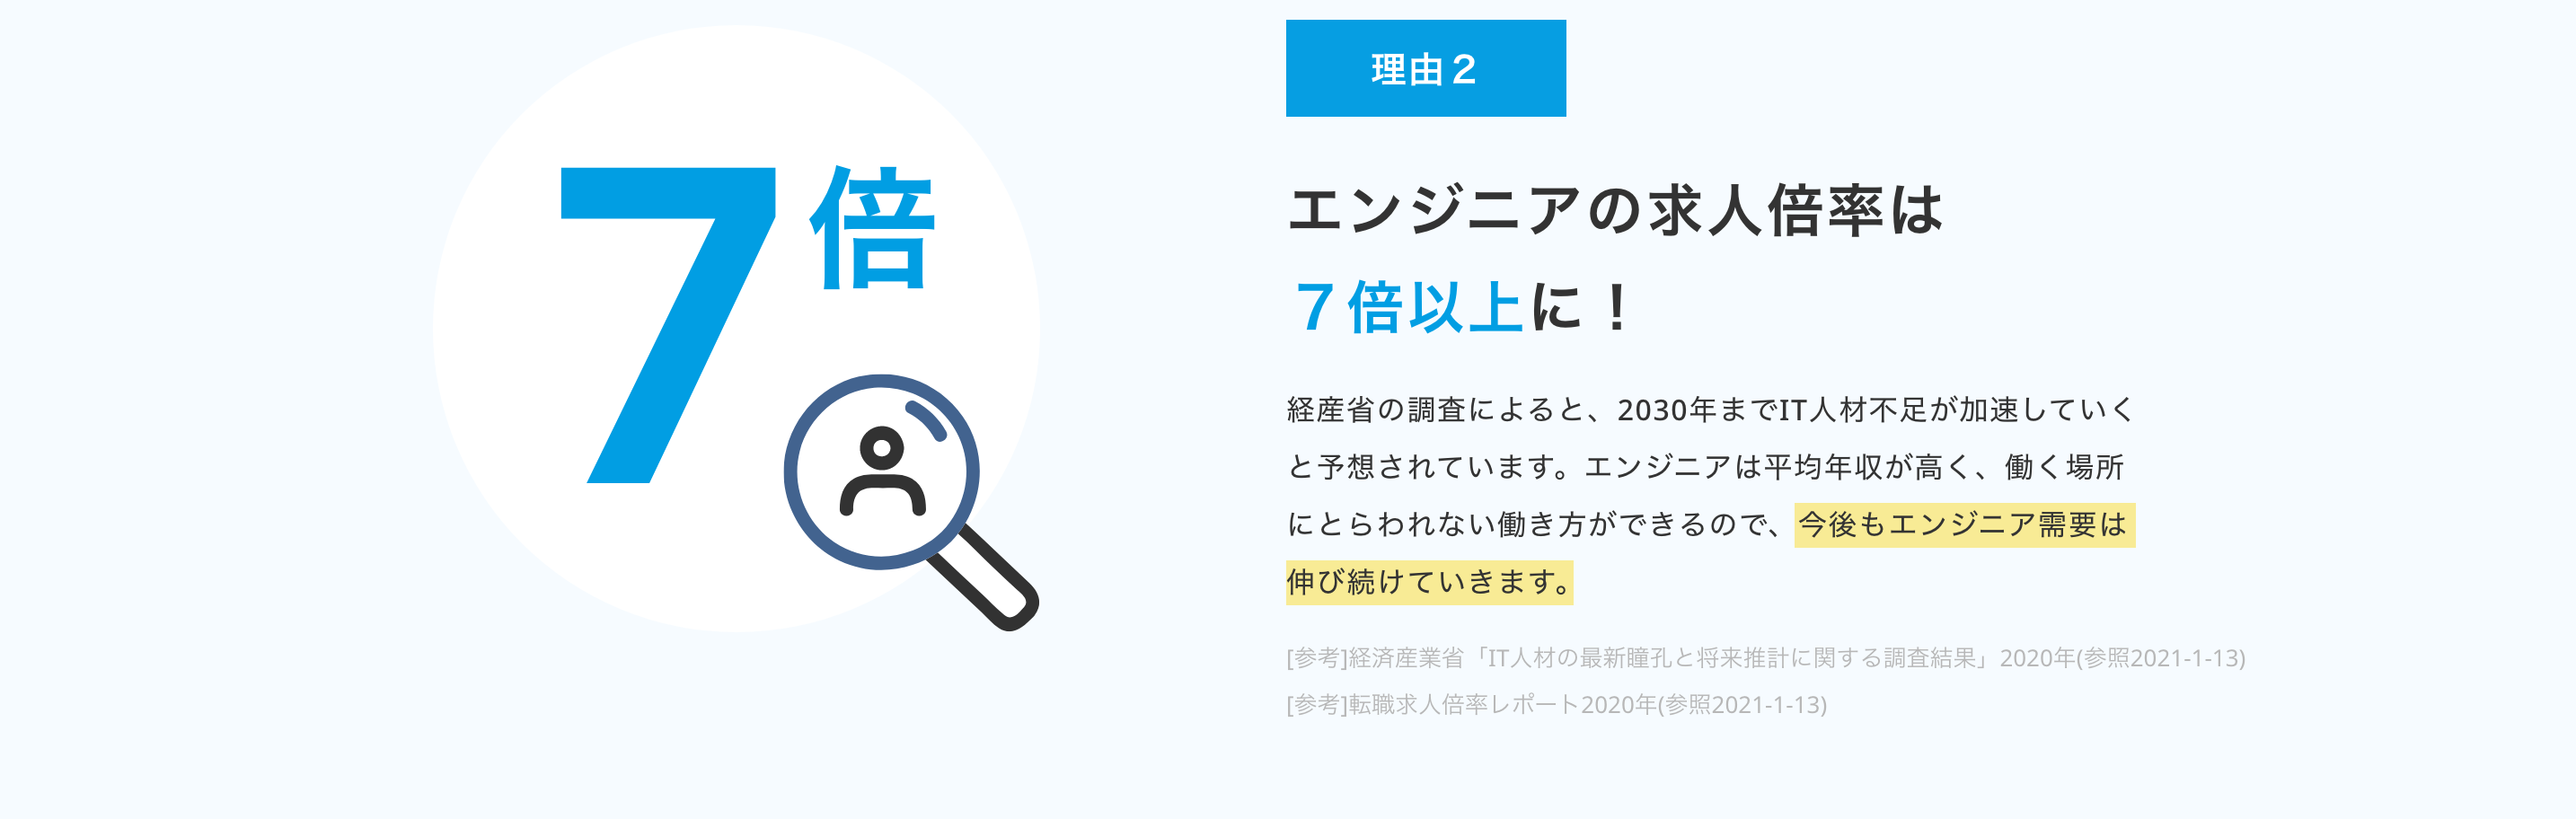 7倍
理由２
エンジニアの求人倍率は
７倍以上に！
経産省の調査によると、2030年までIT人材不足が加速していく
と予想されています。エンジニアは平均年収が高く、働く場所
にとらわれない働き方ができるので、今後もエンジニア需要は
伸び続けていきます。
[参考]経済産業省「IT人材の最新瞳孔と将来推計に関する調査結果」2020年(参照2021-1-13)
[参考]転職求人倍率レポート2020年(参照2021-1-13)